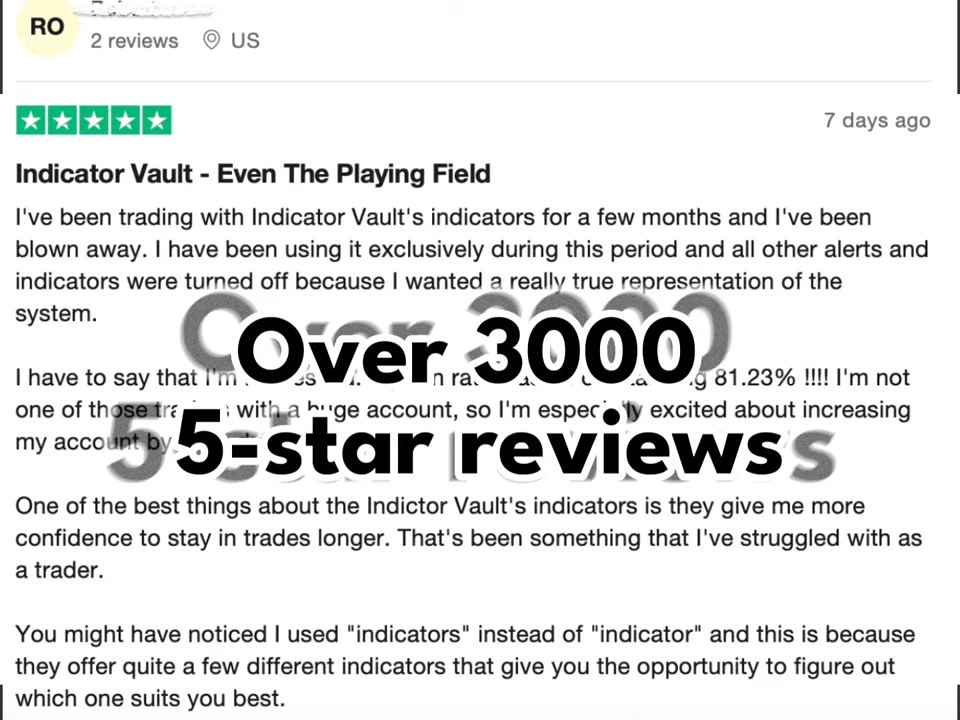 RO
2 reviews US
7 days ago
Indicator Vault - Even The Playing Field
I've been trading with Indicator Vault's indicators for a few months and I've been
blown away. I have been using it exclusively during this period and all other alerts and
indicators were turned off because I wanted a really true representation of the
system.
Over 3000
I have to say that I'm 81.23% !!!! I'm not
one of those with a huge account, so I'm especially excited about increasing
my account by
5-star reviews
One of the best things about the Indictor Vault's indicators is they give me more
confidence to stay in trades longer. That's been something that I've struggled with as
a trader.
You might have noticed I used "indicators" instead of "indicator" and this is because
they offer quite a few different indicators that give you the opportunity to figure out
which one suits you best.